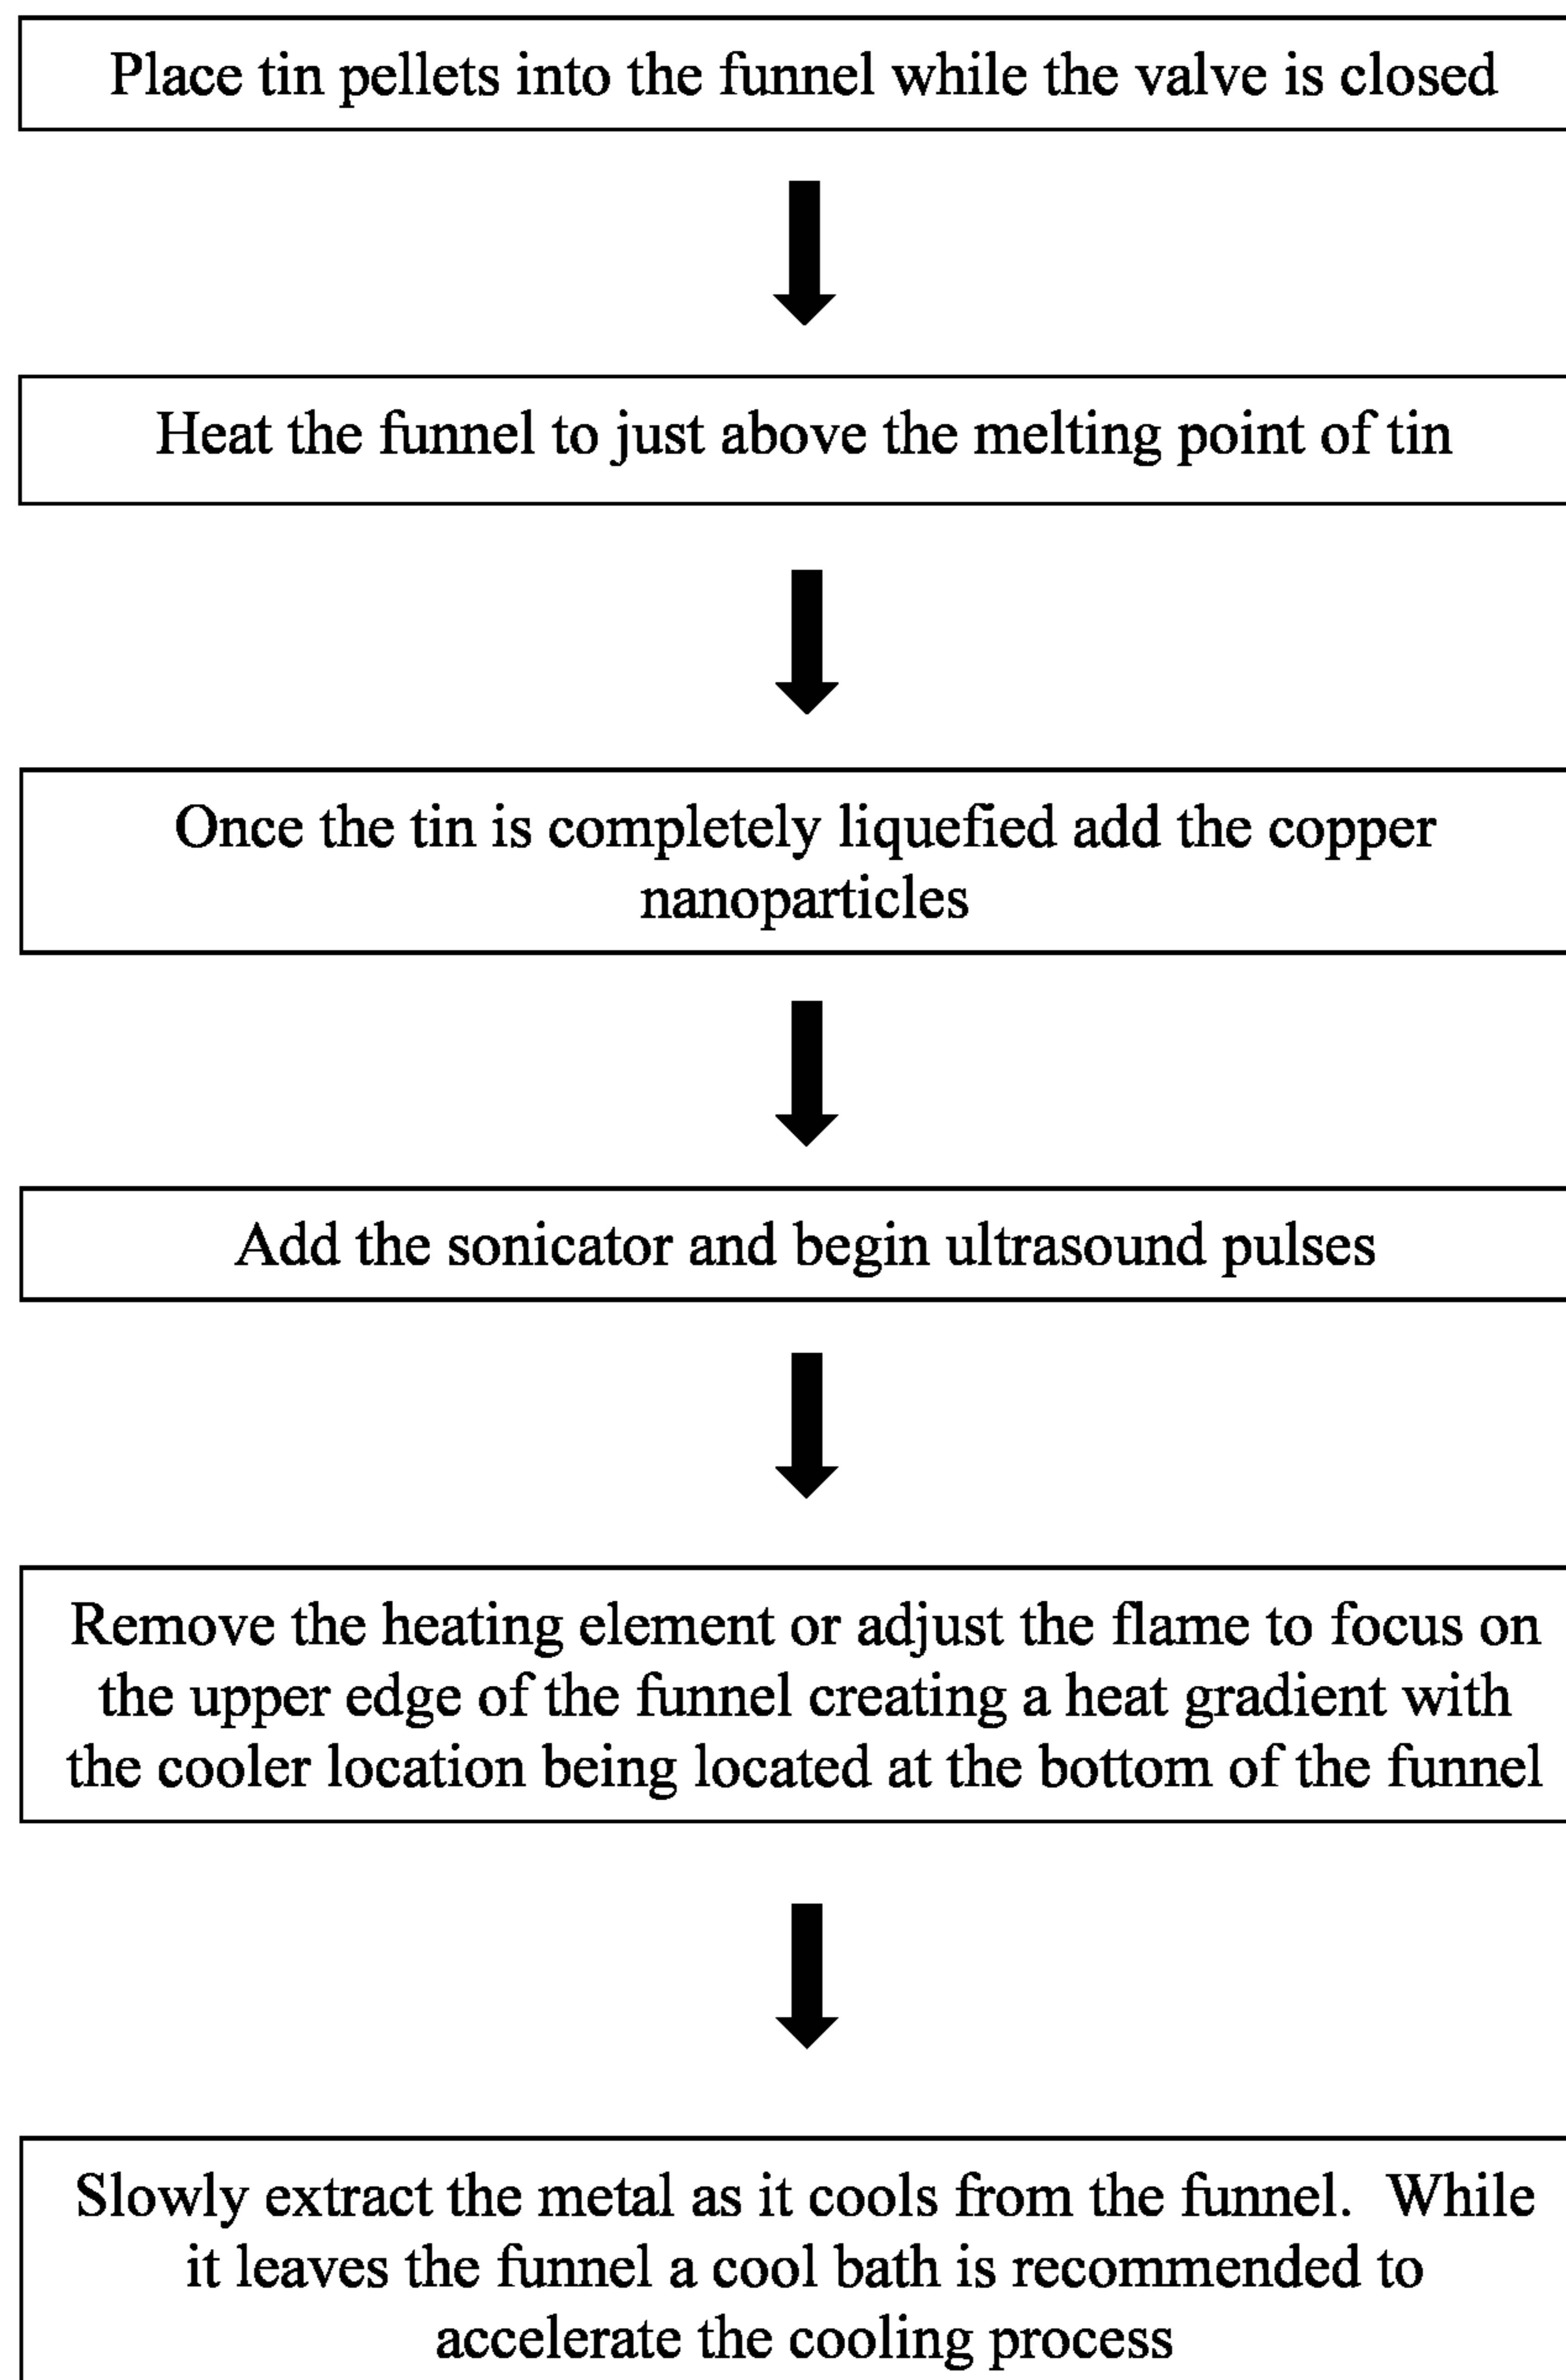 Place tin pellets into the funnel while the valve is closed
Heat the funnel to just above the melting point of tin
Once the tin is completely liquefied add the copper
nanoparticles
Add the sonicator and begin ultrasound pulses
Remove the heating element or adjust the flame to focus on
the upper edge of the funnel creating a heat gradient with
the cooler location being located at the bottom of the funnel
Slowly extract the metal as it cools from the funnel.  While
it leaves the funnel a cool bath is recommended to
accelerate the cooling process